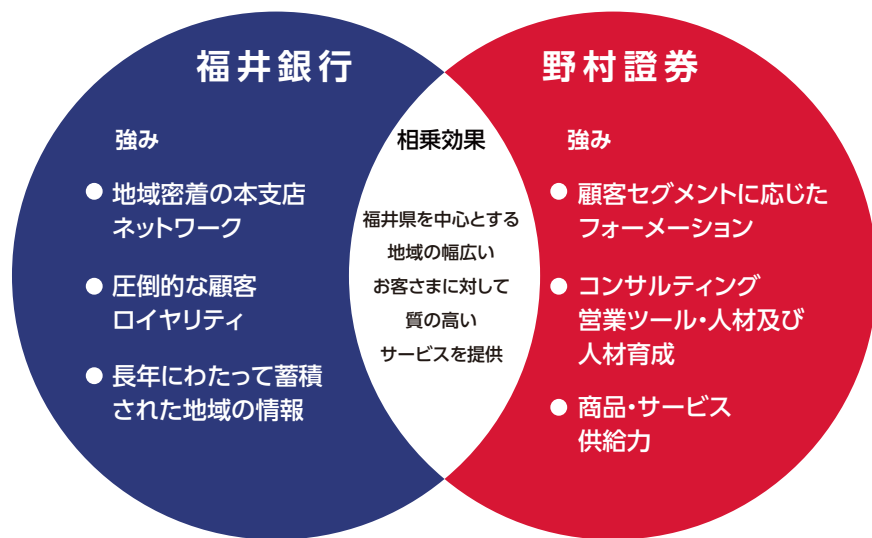 福井銀行
強み
● 地域密着の本支店
ネットワーク
● 圧倒的な顧客
ロイヤリティ
● 長年にわたって蓄積
された地域の情報
相乗効果
福井県を中心とする
地域の幅広い
お客さまに対して
質の高い
サービスを提供
野村證券
強み
● 顧客セグメントに応じた
フォーメーション
● コンサルティング
営業ツール・人材及び
人材育成
● 商品・サービス
供給力